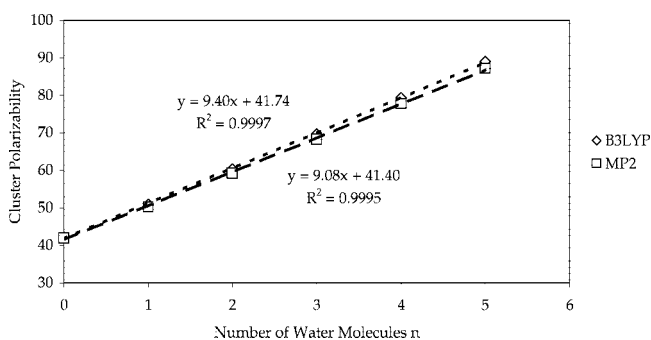 100
90
80
70
60
50
40
30
Cluster Polarizability
y = 9.40x + 41.74
R² = 0.9997
y = 9.08x + 41.40
R² = 0.9995
B3LYP
MP2
0 1 2 3 4 5 6
Number of Water Molecules n